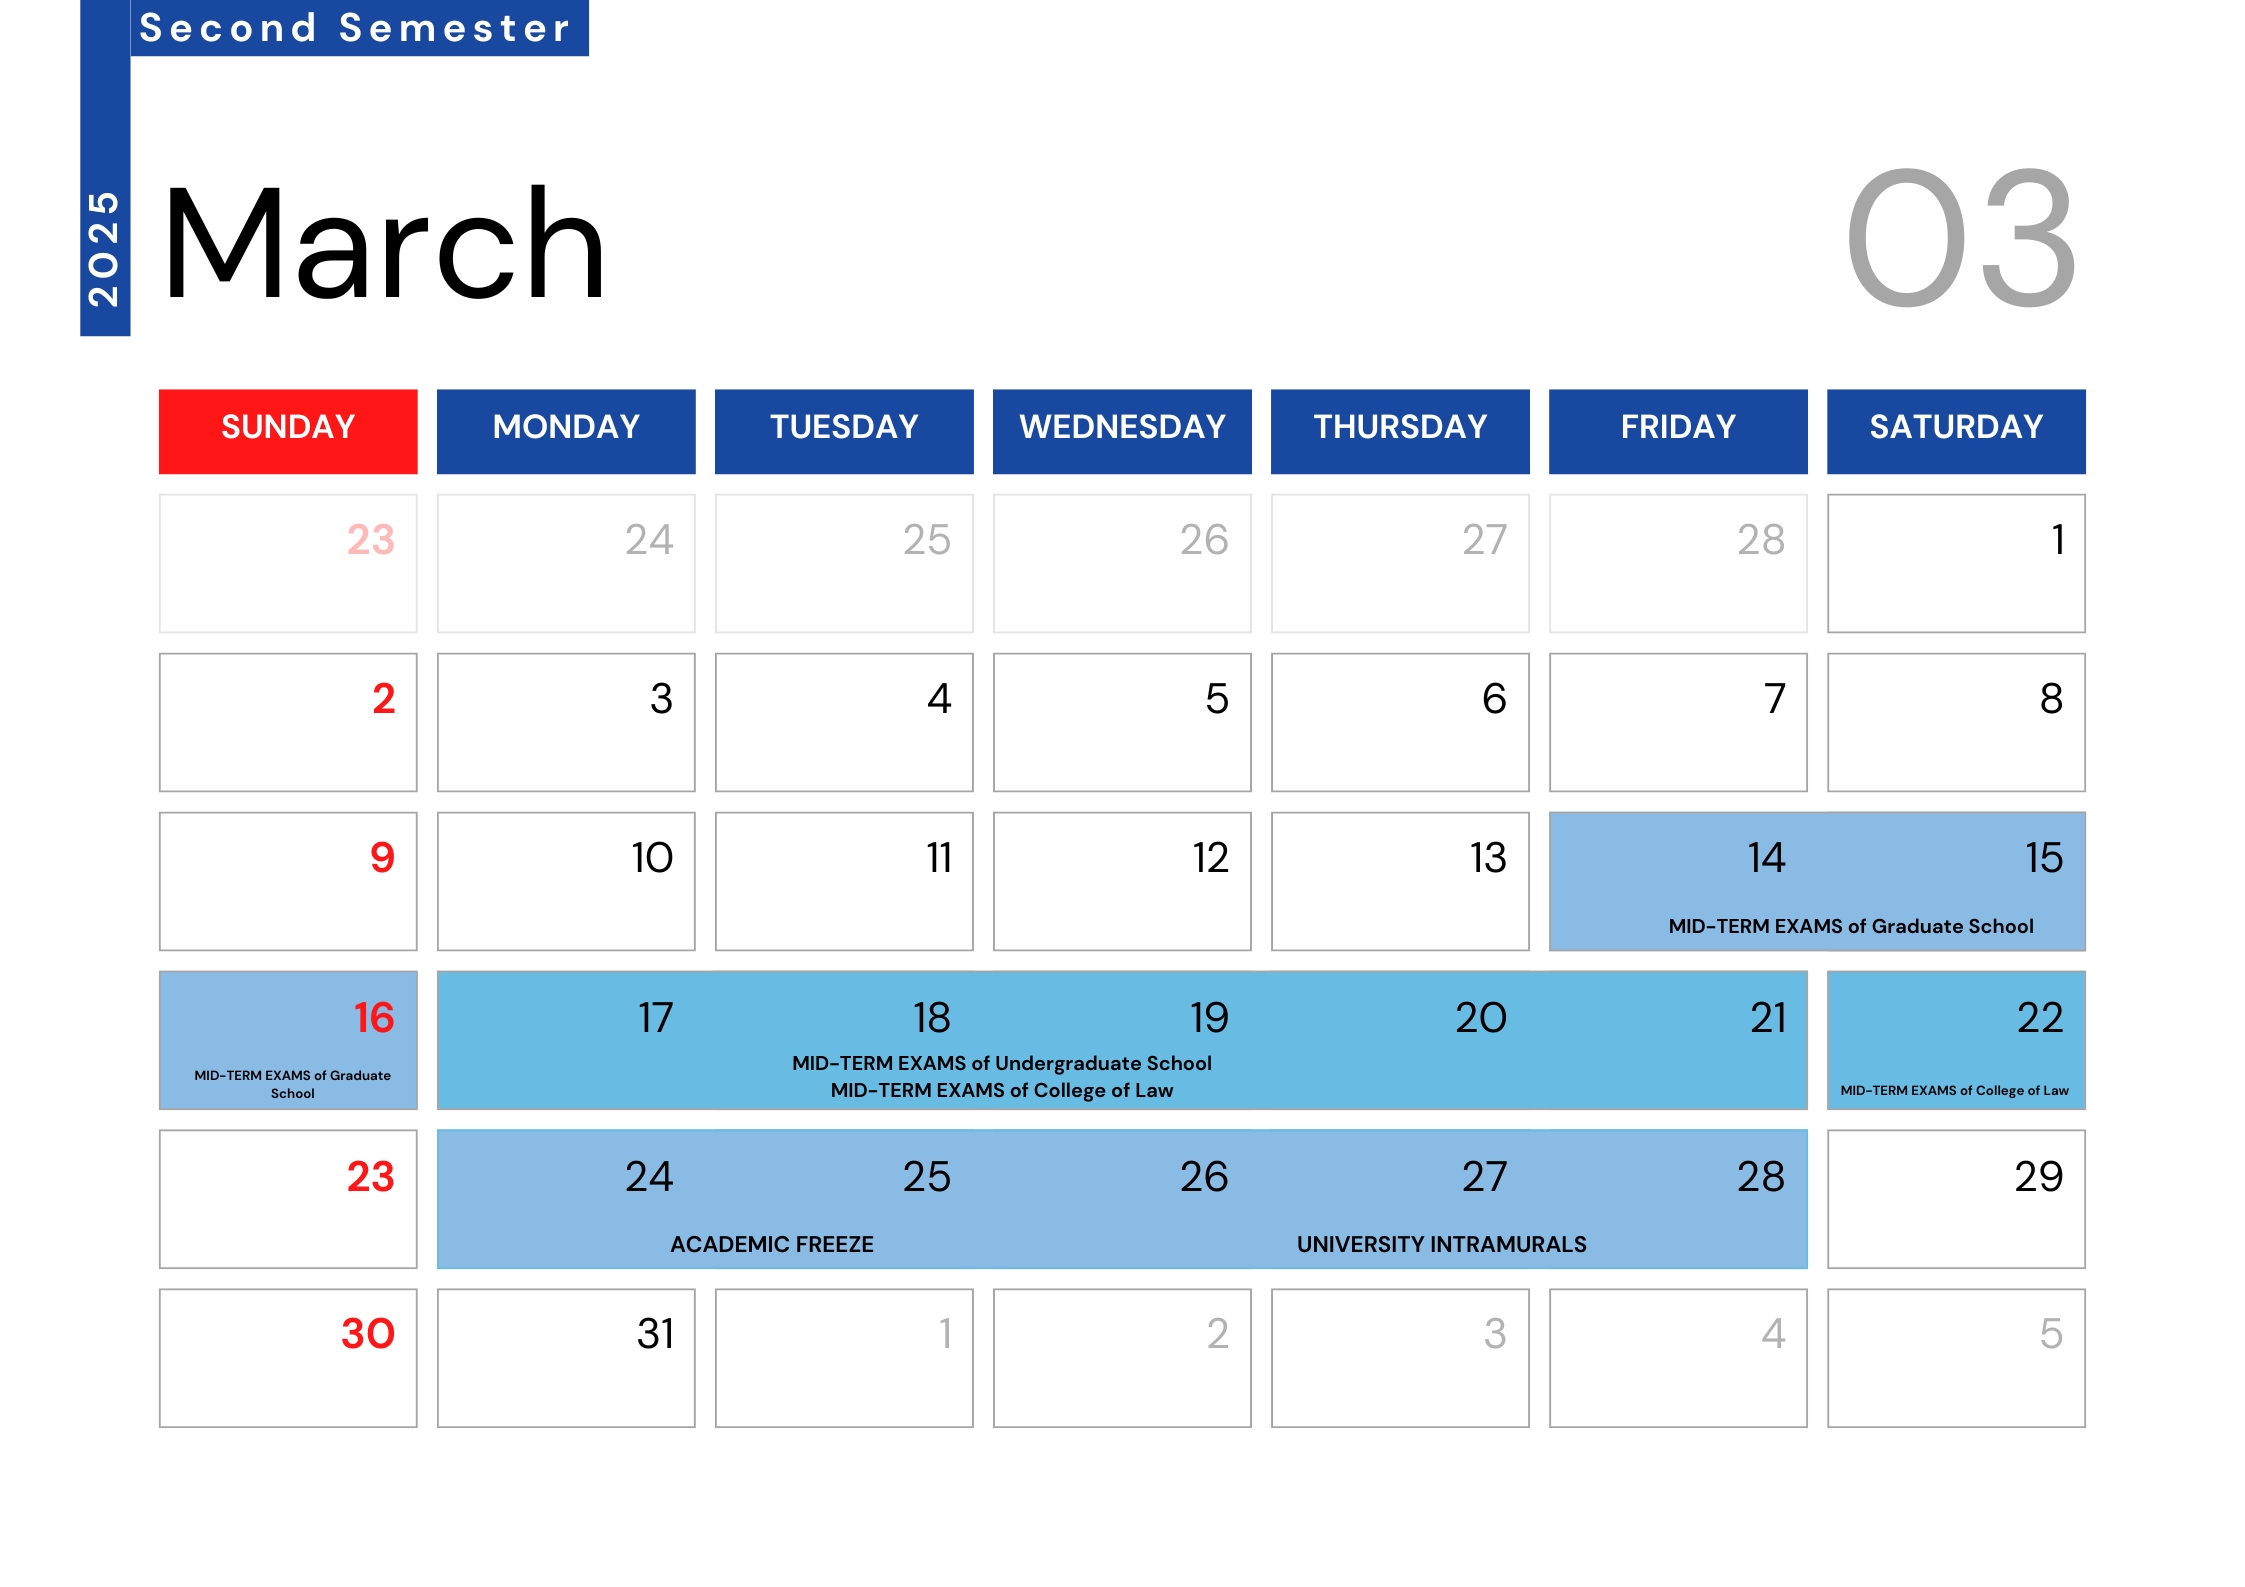 Second Semester
2025
March
03
SUNDAY MONDAY TUESDAY WEDNESDAY THURSDAY FRIDAY SATURDAY
23 24 25 26 27 28 1
2 3 4 5 6 7 8
9 10 11 12 13 14 15
MID-TERM EXAMS of Graduate School
16 17 18 19 20 21 22
MID-TERM EXAMS of Graduate
School
MID-TERM EXAMS of Undergraduate School
MID-TERM EXAMS of College of Law
MID-TERM EXAMS of College of Law
23 24 25 26 27 28 29
ACADEMIC FREEZE UNIVERSITY INTRAMURALS
30 31 1 2 3 4 5